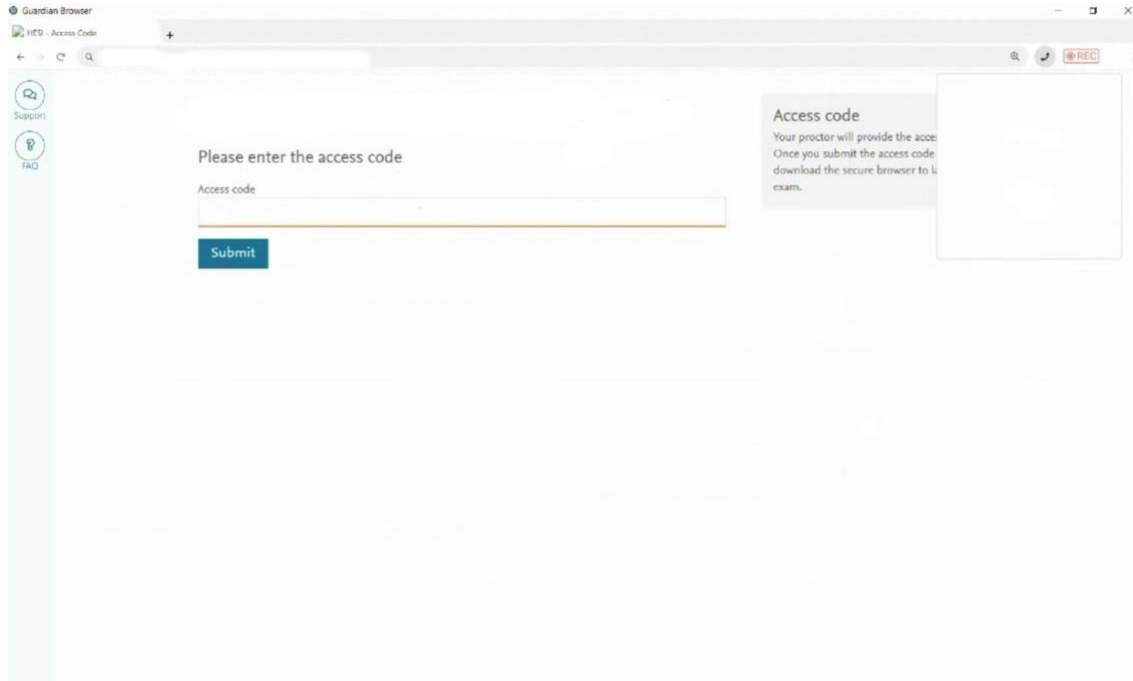 Guardian Browser
HESI - Access Code
REC
Support
FAQ
Please enter the access code
Access code
Submit
Access code
Your proctor will provide the acce
Once you submit the access code
download the secure browser to la
exam.